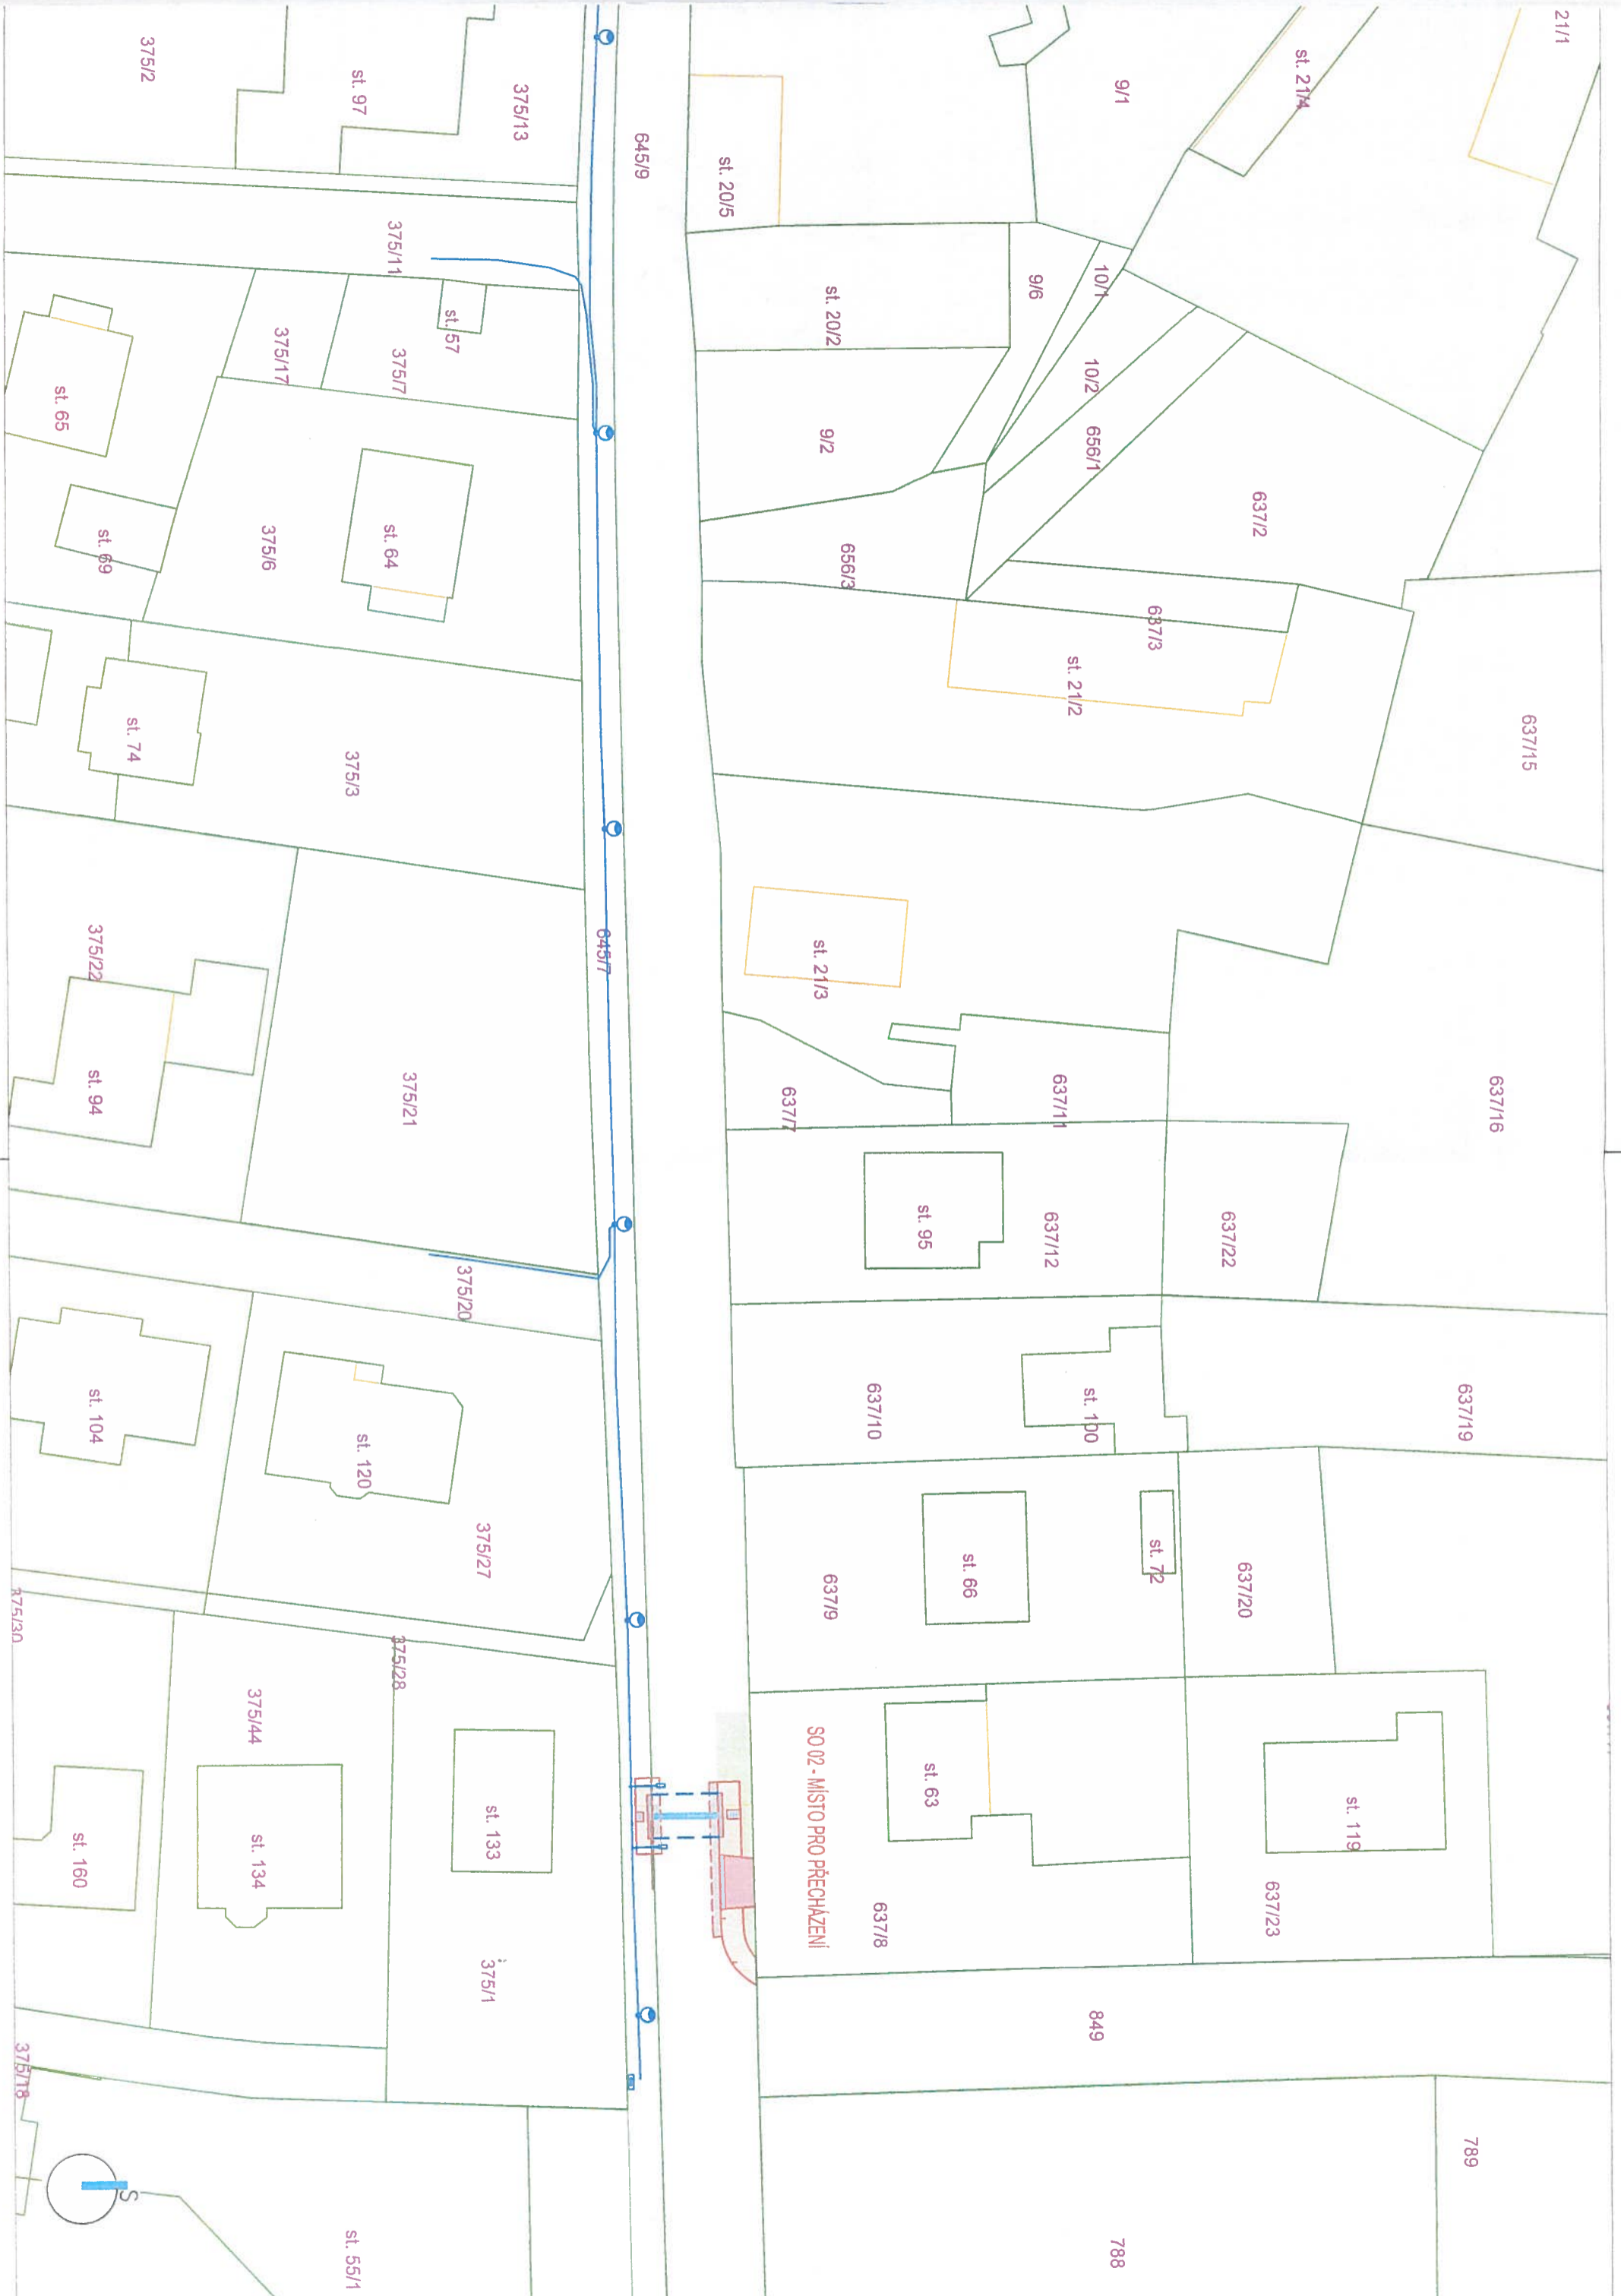 21/1
st. 21/4
9/1
375/2
st. 97
375/13
645/9
st. 20/5
375/11
10/1
9/6
st. 20/2
st. 57
375/17
375/7
st. 65
10/2
9/2
656/1
637/2
st. 69
375/6
st. 64
656/3
637/3
st. 21/2
637/15
st. 74
375/3
375/22
645/7
st. 21/3
st. 94
375/21
637/7
637/11
637/16
st. 95
637/12
637/22
375/20
st. 104
st. 120
637/10
st. 100
637/19
375/27
375/30
637/9
st. 66
st. 72
637/20
375/28
375/44
SO 02 - MÍSTO PRO PŘECHÁZENÍ
st. 63
st. 119
st. 160
st. 134
st. 133
637/8
637/23
375/1
849
375/18
789
S
st. 55/1
788